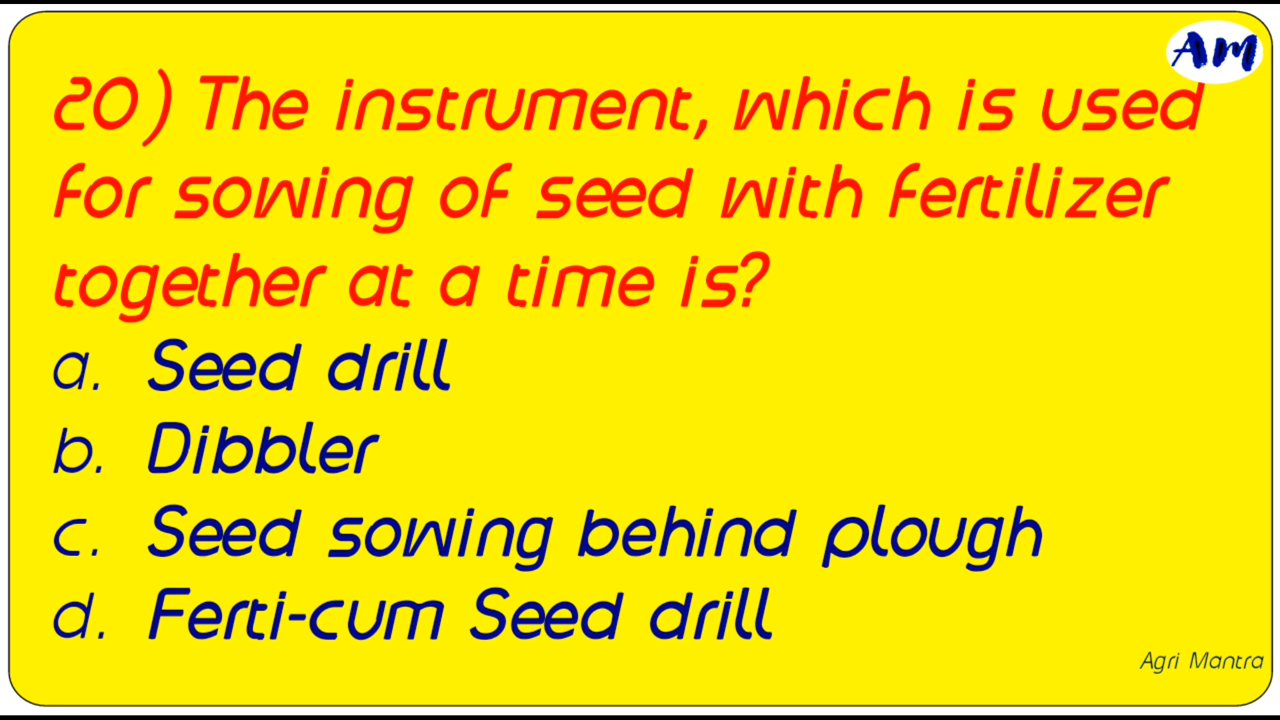 AM
20) The instrument, which is used
for sowing of seed with fertilizer
together at a time is?
a. Seed drill
b. Dibbler
c. Seed sowing behind plough
d. Ferti-cum Seed drill
Agri Mantra